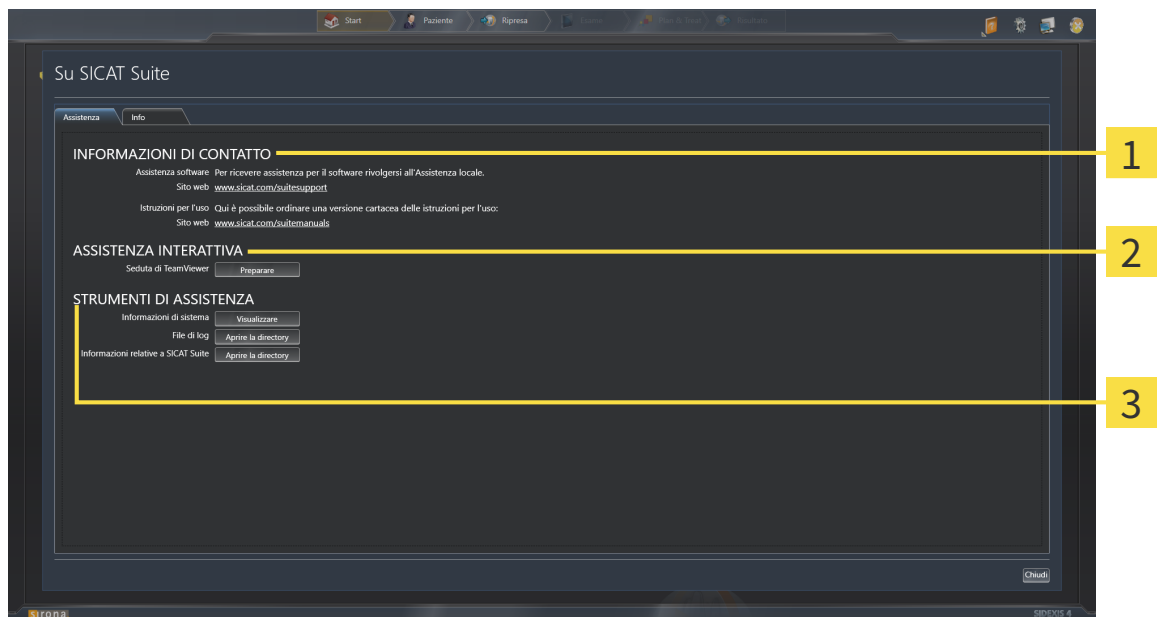 Start Paziente Ripresa Esame Plan & Treat Risultato
Su SICAT Suite
Assistenza Info
INFORMAZIONI DI CONTATTO
1
Assistenza software Per ricevere assistenza per il software rivolgersi all'Assistenza locale.
Sito web www.sicat.com/suitesupport
Istruzioni per l'uso Qui è possibile ordinare una versione cartacea delle istruzioni per l'uso:
Sito web www.sicat.com/suitemanuals
ASSISTENZA INTERATTIVA
2
Seduta di TeamViewer Preparare
STRUMENTI DI ASSISTENZA
Informazioni di sistema Visualizzare
File di log Aprire la directory
Informazioni relative a SICAT Suite Aprire la directory
3
Chiudi
sirona SIDEXIS 4